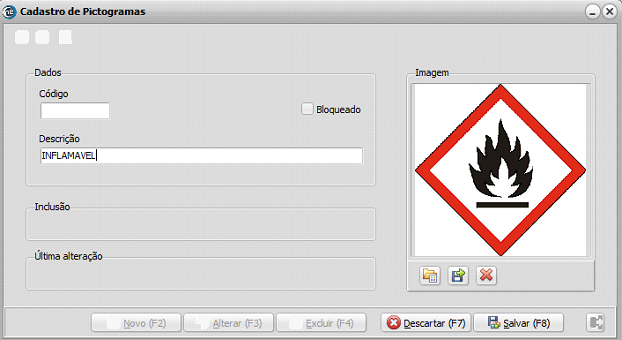 Cadastro de Pictogramas
Dados
Imagem
Código
Bloqueado
Descrição
INFLAMAVEL
Inclusão
Última alteração
Novo (F2) Alterar (F3) Excluir (F4) Descartar (F7) Salvar (F8)